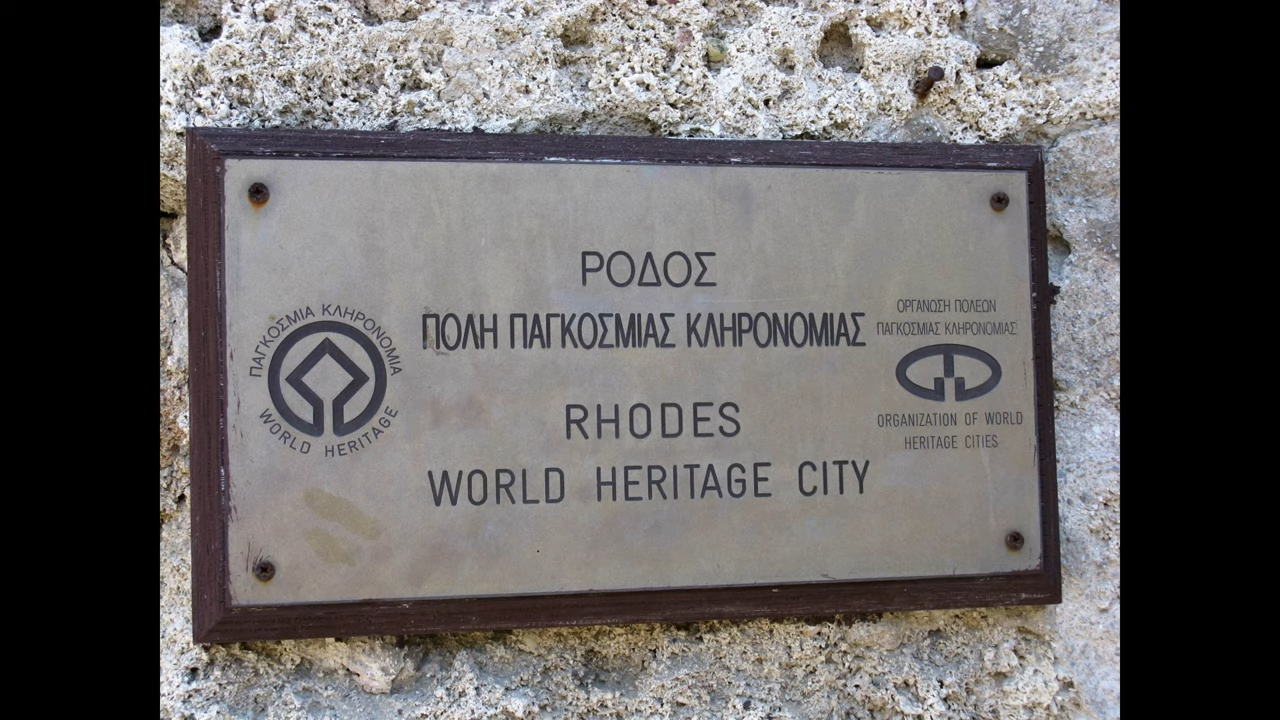 ΡΟΔΟΣ
ΠΟΛΗ ΠΑΓΚΟΣΜΙΑΣ ΚΛΗΡΟΝΟΜΙΑΣ
RHODES
WORLD HERITAGE CITY
ΠΑΓΚΟΣΜΙΑ ΚΛΗΡΟΝΟΜΙΑ
WORLD HERITAGE
ΟΡΓΑΝΩΣΗ ΠΟΛΕΩΝ
ΠΑΓΚΟΣΜΙΑΣ ΚΛΗΡΟΝΟΜΙΑΣ
ORGANIZATION OF WORLD
HERITAGE CITIES